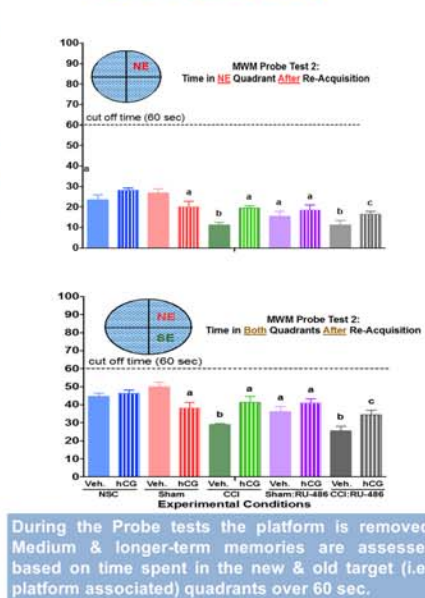 100
90
80
70
60
50
40
30
20
10
0
NE
MWM Probe Test 2:
Time in NE Quadrant After Re-Acquisition
cut off time (60 sec)
a
a
b
a
a
a
b
c
100
90
80
70
60
50
40
30
20
10
0
NE
SE
MWM Probe Test 2:
Time in Both Quadrants After Re-Acquisition
cut off time (60 sec)
a
b
a
a
a
b
c
Veh. hCG Veh. hCG Veh. hCG Veh. hCG Veh. hCG
NSC Sham CCI Sham:RU-486 CCI:RU-486
Experimental Conditions
During the Probe tests the platform is removed
Medium & longer-term memories are assesse
based on time spent in the new & old target (i.e
platform associated) quadrants over 60 sec.